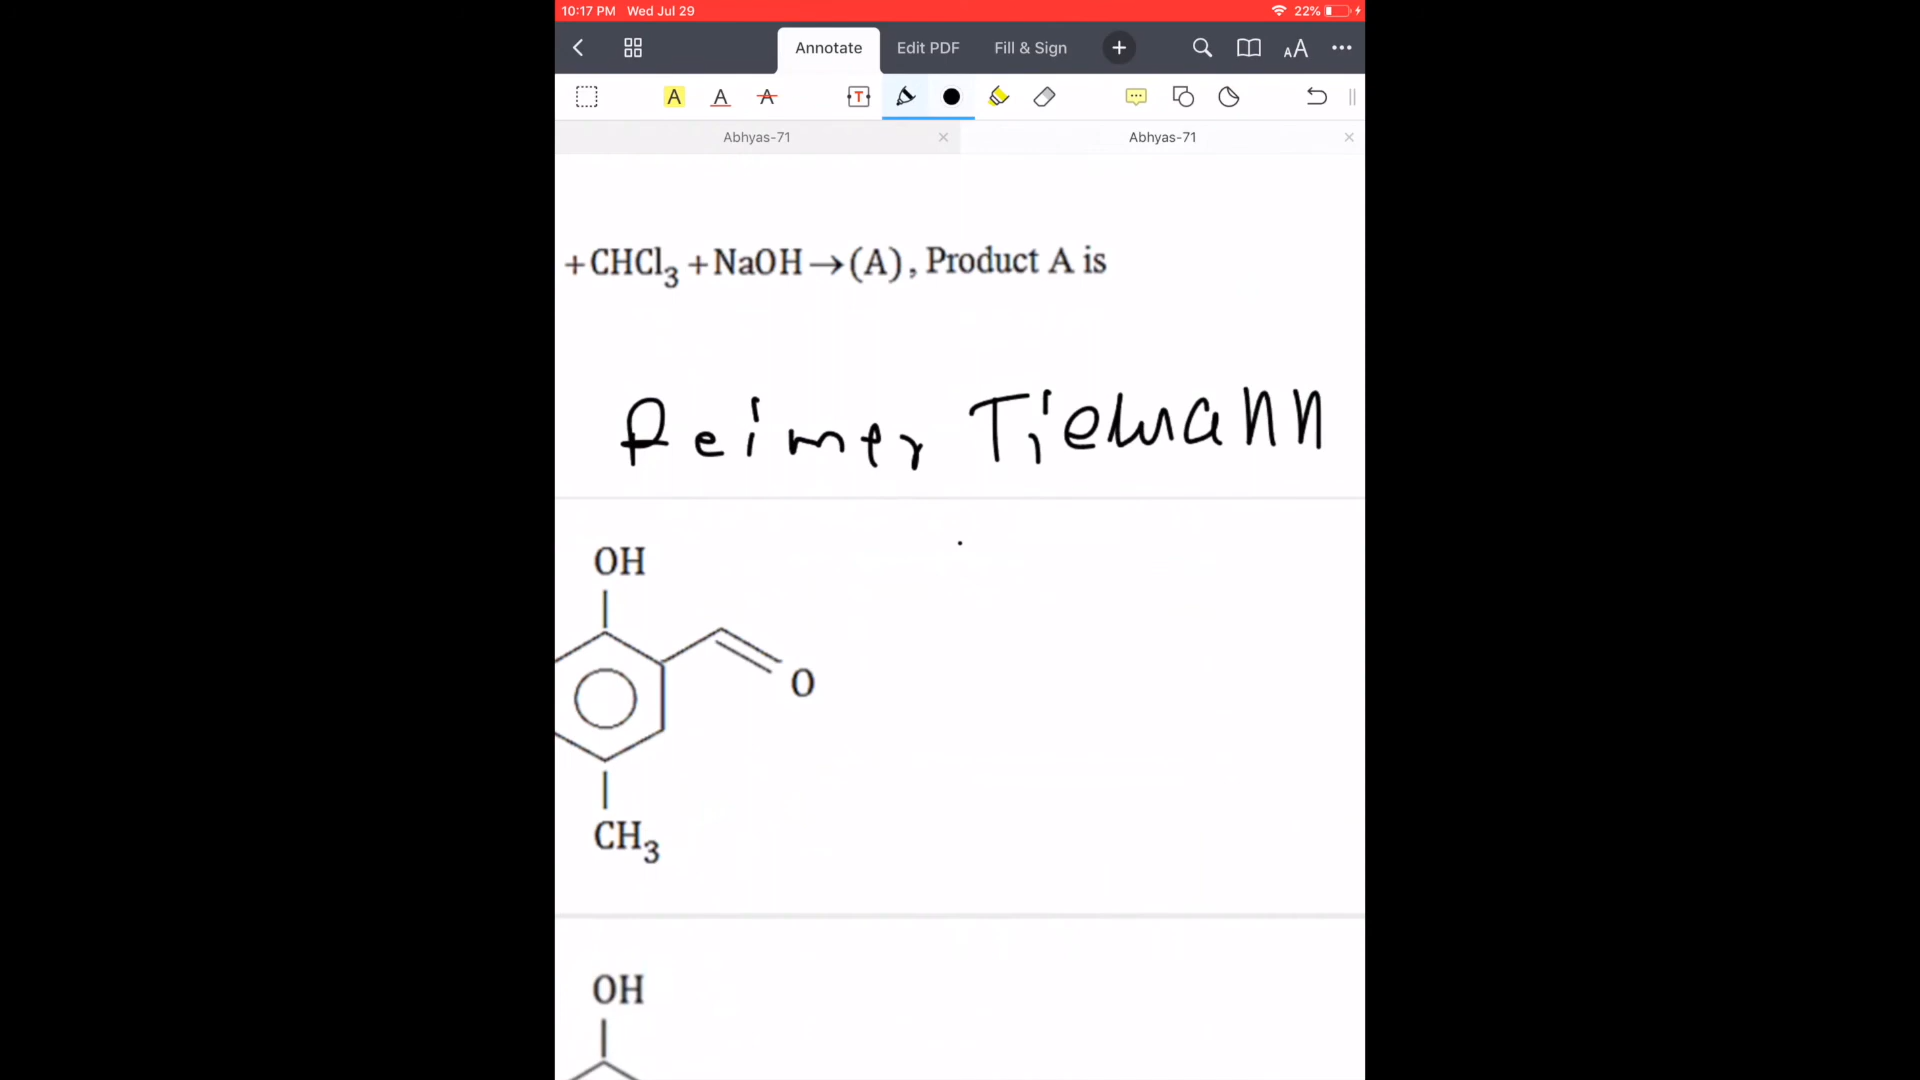 10:17 PM Wed Jul 29
22%
Annotate Edit PDF Fill & Sign
AA
A A A T
Abhyas-71 Abhyas-71
+CHCl₃ +NaOH→(A), Product A is
Reimer Tiemann
OH
O
CH₃
OH